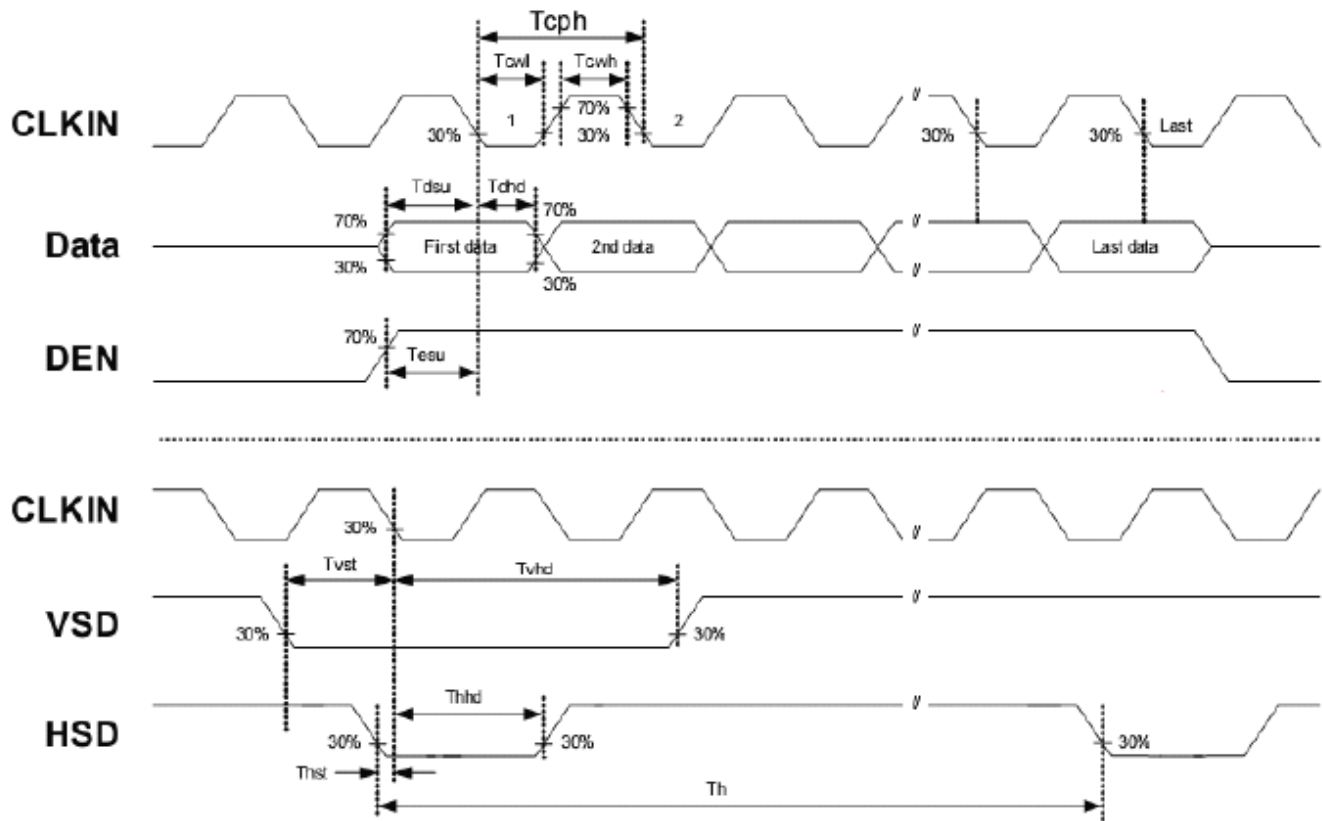 Tcph
Tcwl Tcwh
CLKIN
30% 1 70% 30% 2 30% 30% Last
Tdsu Tdhd
70% 70%
Data
First data 2nd data Last data
30% 30%
DEN
70%
Tesu
CLKIN
30%
Tvst Tvhd
VSD
30% 30%
Thhd
HSD
30% 30% 30%
Thst
Th